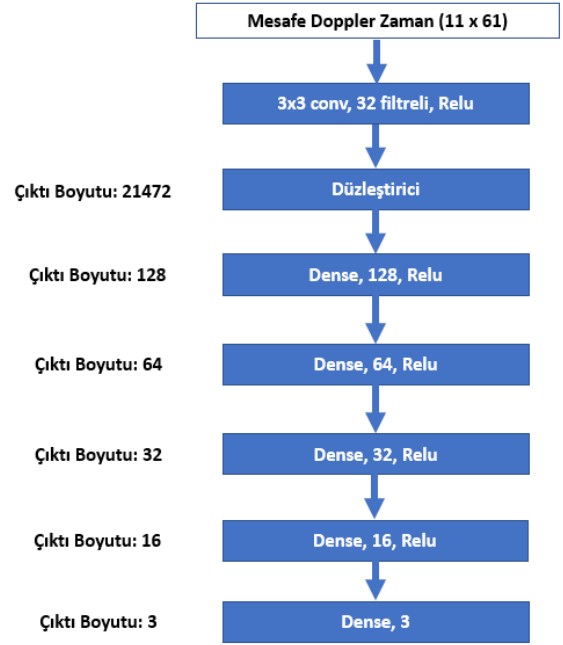 Mesafe Doppler Zaman (11 x 61)
3x3 conv, 32 filtreli, Relu
Çıktı Boyutu: 21472
Düzleştirici
Çıktı Boyutu: 128
Dense, 128, Relu
Çıktı Boyutu: 64
Dense, 64, Relu
Çıktı Boyutu: 32
Dense, 32, Relu
Çıktı Boyutu: 16
Dense, 16, Relu
Çıktı Boyutu: 3
Dense, 3